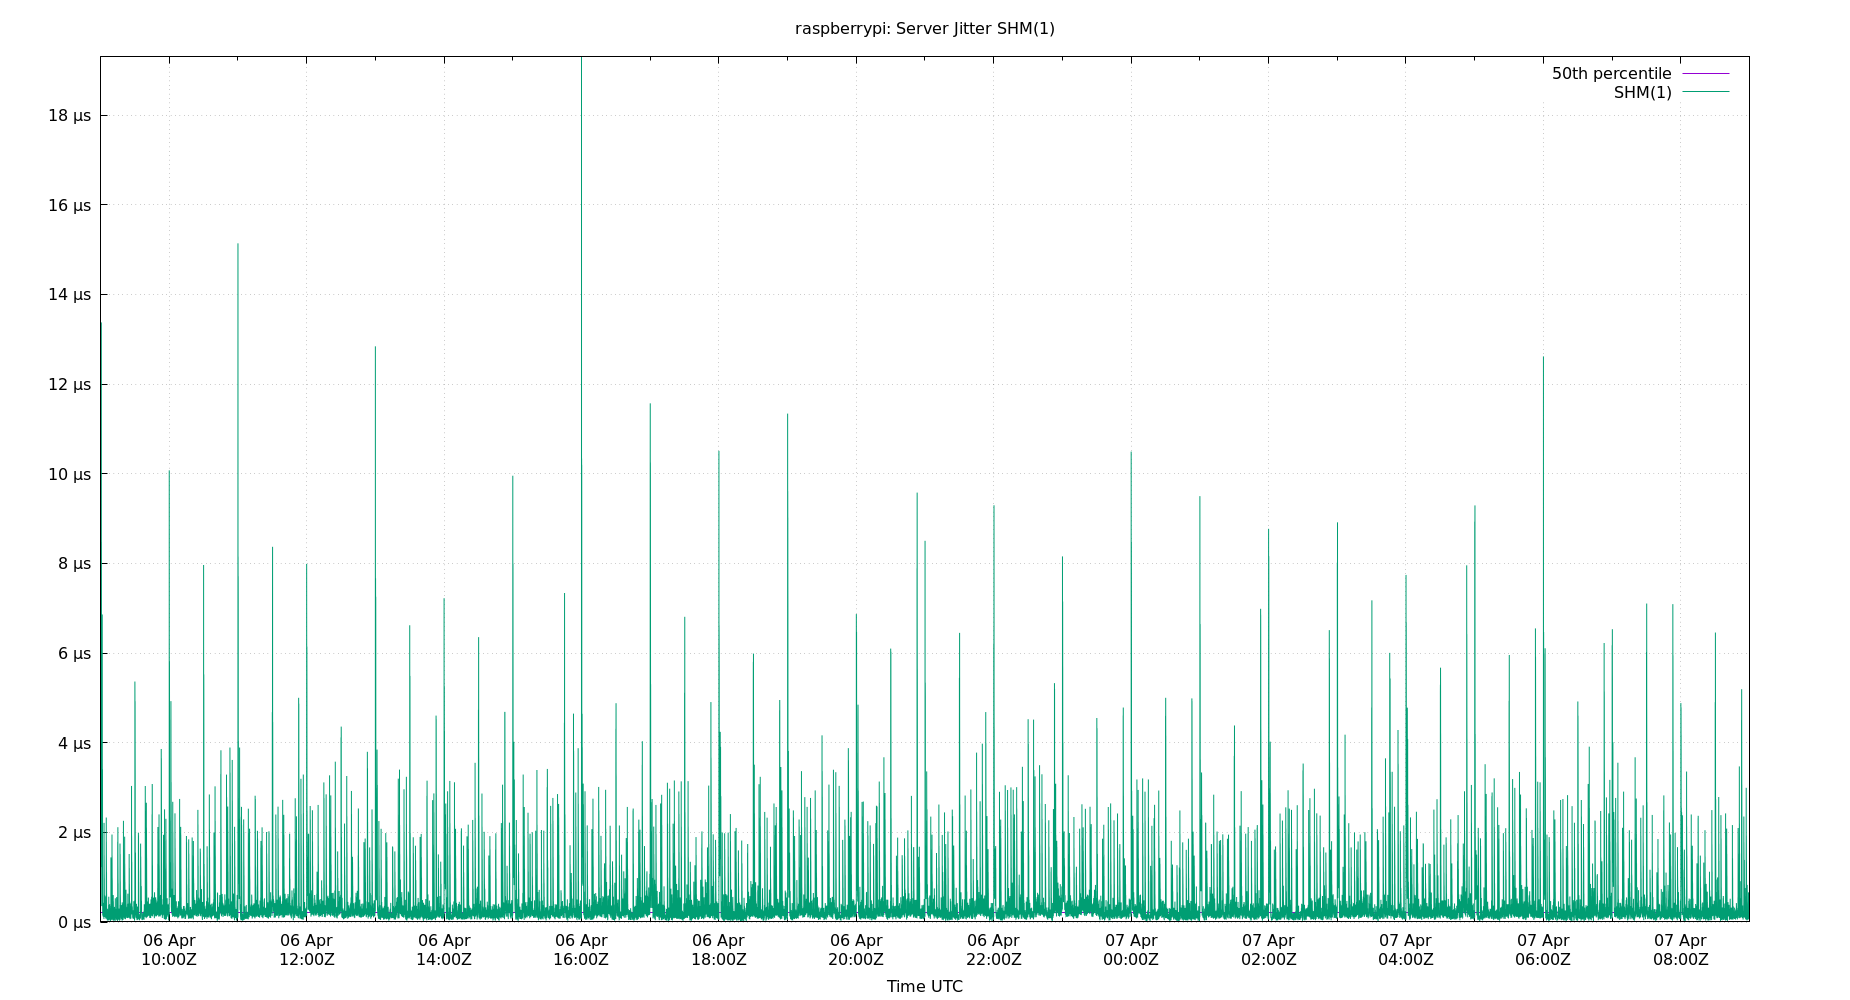 raspberrypi: Server Jitter SHM(1)
50th percentile
SHM(1)
18 µs
16 µs
14 µs
12 µs
10 µs
8 µs
6 µs
4 µs
2 µs
0 µs
06 Apr 06 Apr 06 Apr 06 Apr 06 Apr 06 Apr 06 Apr 07 Apr 07 Apr 07 Apr 07 Apr 07 Apr
10:00Z 12:00Z 14:00Z 16:00Z 18:00Z 20:00Z 22:00Z 00:00Z 02:00Z 04:00Z 06:00Z 08:00Z
Time UTC